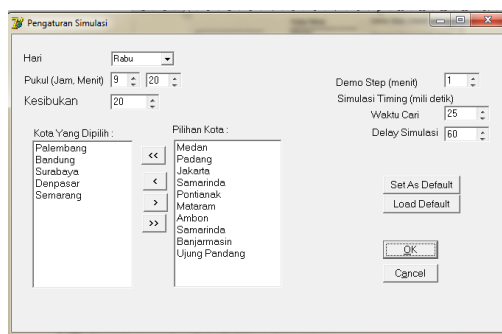 Pengaturan Simulasi
Hari Rabu
Pukul (Jam, Menit) 9 20
Kesibukan 20
Demo Step (menit) 1
Simulasi Timing (mili detik)
Waktu Cari 25
Delay Simulasi 60
Kota Yang Dipilih :
Palembang
Bandung
Surabaya
Denpasar
Semarang
<<
<
>
>>
Pilihan Kota :
Medan
Padang
Jakarta
Samarinda
Pontianak
Mataram
Ambon
Samarinda
Banjarmasin
Ujung Pandang
Set As Default
Load Default
OK
Cancel